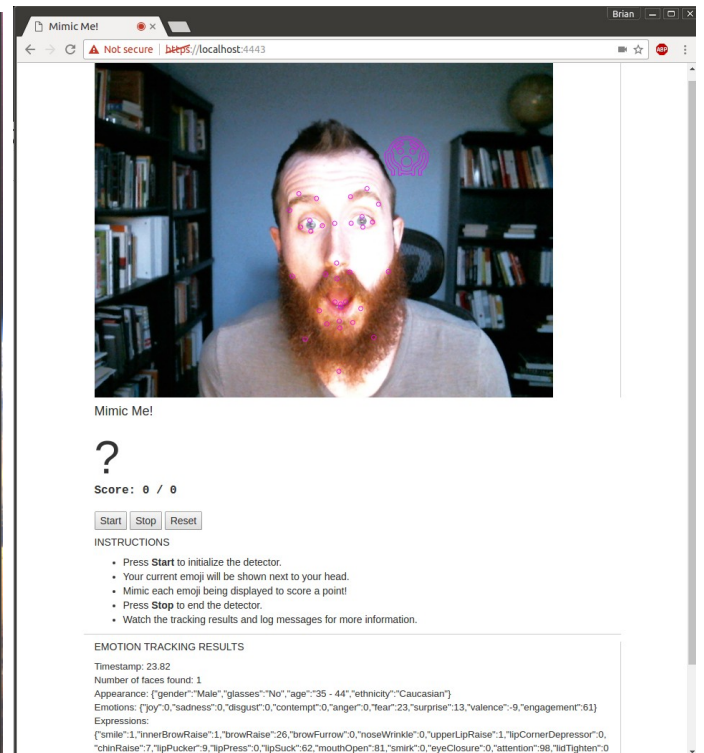 Brian
Mimic Me!
Not secure | https://localhost:4443
ABP
Mimic Me!
?
Score: 0 / 0
Start Stop Reset
INSTRUCTIONS
• Press Start to initialize the detector.
• Your current emoji will be shown next to your head.
• Mimic each emoji being displayed to score a point!
• Press Stop to end the detector.
• Watch the tracking results and log messages for more information.
EMOTION TRACKING RESULTS
Timestamp: 23.82
Number of faces found: 1
Appearance: {"gender":"Male","glasses":"No","age":"35 - 44","ethnicity":"Caucasian"}
Emotions: {"joy":0,"sadness":0,"disgust":0,"contempt":0,"anger":0,"fear":23,"surprise":13,"valence":-9,"engagement":61}
Expressions:
{"smile":1,"innerBrowRaise":1,"browRaise":26,"browFurrow":0,"noseWrinkle":0,"upperLipRaise":1,"lipCornerDepressor":0,
"chinRaise":7,"lipPucker":9,"lipPress":0,"lipSuck":62,"mouthOpen":81,"smirk":0,"eyeClosure":0,"attention":98,"lidTighten":0